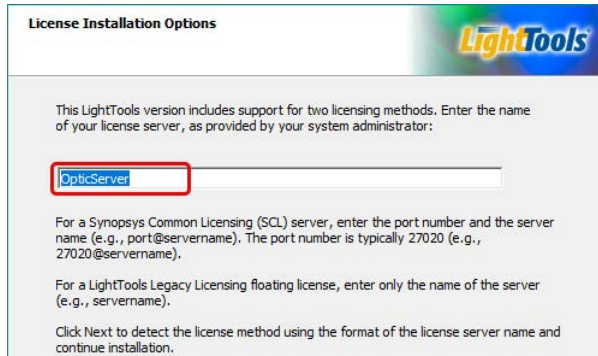 License Installation Options
LightTools
This LightTools version includes support for two licensing methods. Enter the name
of your license server, as provided by your system administrator:
OpticServer
For a Synopsys Common Licensing (SCL) server, enter the port number and the server
name (e.g., port@servername). The port number is typically 27020 (e.g.,
27020@servername).
For a LightTools Legacy Licensing floating license, enter only the name of the server
(e.g., servername).
Click Next to detect the license method using the format of the license server name and
continue installation.